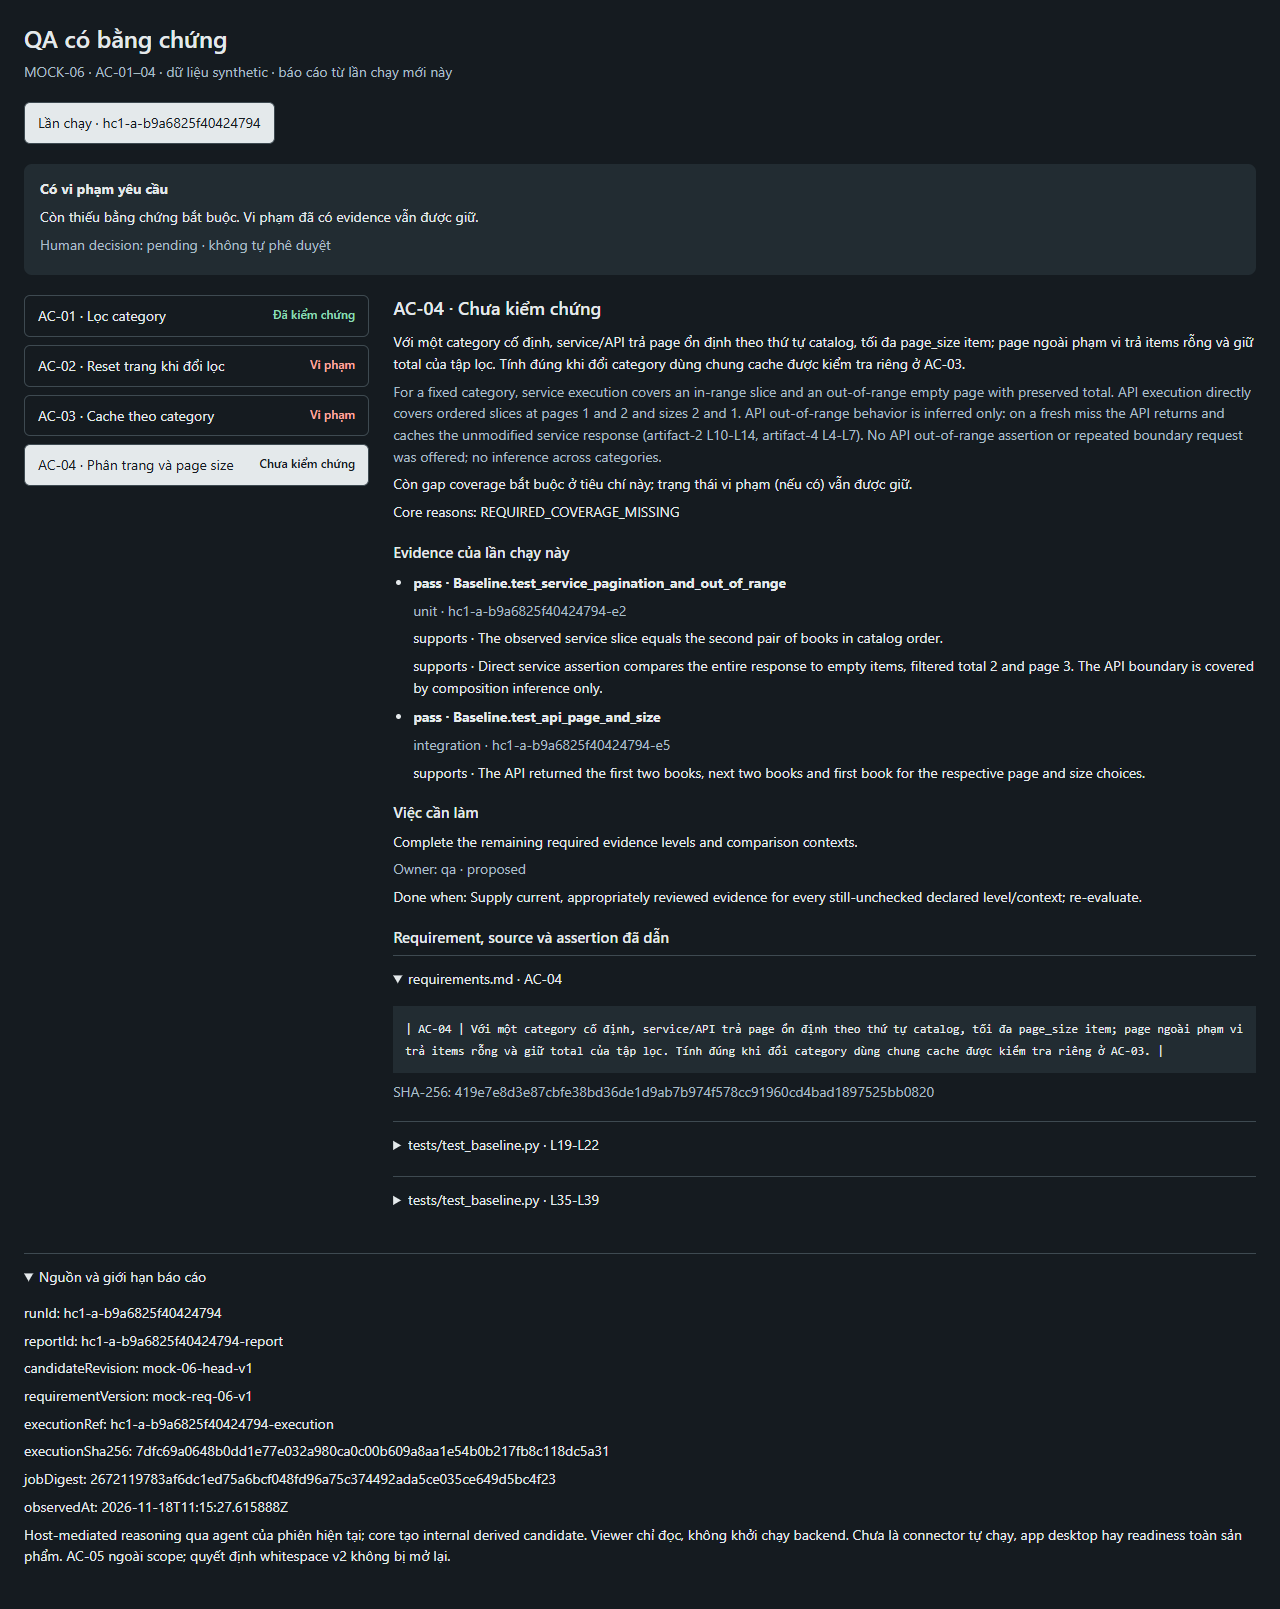 QA có bằng chứng
MOCK-06 · AC-01–04 · dữ liệu synthetic · báo cáo từ lần chạy mới này
Lần chạy · hc1-a-b9a6825f40424794
Có vi phạm yêu cầu
Còn thiếu bằng chứng bắt buộc. Vi phạm đã có evidence vẫn được giữ.
Human decision: pending · không tự phê duyệt
AC-01 · Lọc category Đã kiểm chứng
AC-02 · Reset trang khi đổi lọc Vi phạm
AC-03 · Cache theo category Vi phạm
AC-04 · Phân trang và page size Chưa kiểm chứng
AC-04 · Chưa kiểm chứng
Với một category cố định, service/API trả page ổn định theo thứ tự catalog, tối đa page_size item; page ngoài phạm vi trả items rỗng và giữ
total của tập lọc. Tính đúng khi đổi category dùng chung cache được kiểm tra riêng ở AC-03.
For a fixed category, service execution covers an in-range slice and an out-of-range empty page with preserved total. API execution directly
covers ordered slices at pages 1 and 2 and sizes 2 and 1. API out-of-range behavior is inferred only: on a fresh miss the API returns and
caches the unmodified service response (artifact-2 L10-L14, artifact-4 L4-L7). No API out-of-range assertion or repeated boundary request
was offered; no inference across categories.
Còn gap coverage bắt buộc ở tiêu chí này; trạng thái vi phạm (nếu có) vẫn được giữ.
Core reasons: REQUIRED_COVERAGE_MISSING
Evidence của lần chạy này
• pass · Baseline.test_service_pagination_and_out_of_range
unit · hc1-a-b9a6825f40424794-e2
supports · The observed service slice equals the second pair of books in catalog order.
supports · Direct service assertion compares the entire response to empty items, filtered total 2 and page 3. The API boundary is covered
by composition inference only.
• pass · Baseline.test_api_page_and_size
integration · hc1-a-b9a6825f40424794-e5
supports · The API returned the first two books, next two books and first book for the respective page and size choices.
Việc cần làm
Complete the remaining required evidence levels and comparison contexts.
Owner: qa · proposed
Done when: Supply current, appropriately reviewed evidence for every still-unchecked declared level/context; re-evaluate.
Requirement, source và assertion đã dẫn
▼ requirements.md · AC-04
| AC-04 | Với một category cố định, service/API trả page ổn định theo thứ tự catalog, tối đa page_size item; page ngoài phạm vi
trả items rỗng và giữ total của tập lọc. Tính đúng khi đổi category dùng chung cache được kiểm tra riêng ở AC-03. |
SHA-256: 419e7e8d3e87cbfe38bd36de1d9ab7b974f578cc91960cd4bad1897525bb0820
▶ tests/test_baseline.py · L19-L22
▶ tests/test_baseline.py · L35-L39
▼ Nguồn và giới hạn báo cáo
runId: hc1-a-b9a6825f40424794
reportId: hc1-a-b9a6825f40424794-report
candidateRevision: mock-06-head-v1
requirementVersion: mock-req-06-v1
executionRef: hc1-a-b9a6825f40424794-execution
executionSha256: 7dfc69a0648b0dd1e77e032a980ca0c00b609a8aa1e54b0b217fb8c118dc5a31
jobDigest: 2672119783af6dc1ed75a6bcf048fd96a75c374492ada5ce035ce649d5bc4f23
observedAt: 2026-11-18T11:15:27.615888Z
Host-mediated reasoning qua agent của phiên hiện tại; core tạo internal derived candidate. Viewer chỉ đọc, không khởi chạy backend. Chưa là connector tự chạy, app desktop hay readiness toàn sản
phẩm. AC-05 ngoài scope; quyết định whitespace v2 không bị mở lại.